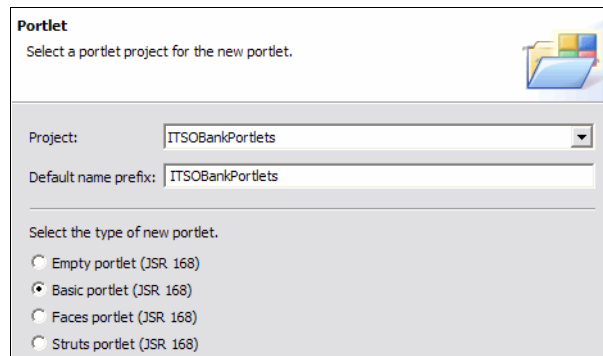 Portlet
Select a portlet project for the new portlet.
Project: ITSOBankPortlets
Default name prefix: ITSOBankPortlets
Select the type of new portlet.
Empty portlet (JSR 168)
Basic portlet (JSR 168)
Faces portlet (JSR 168)
Struts portlet (JSR 168)